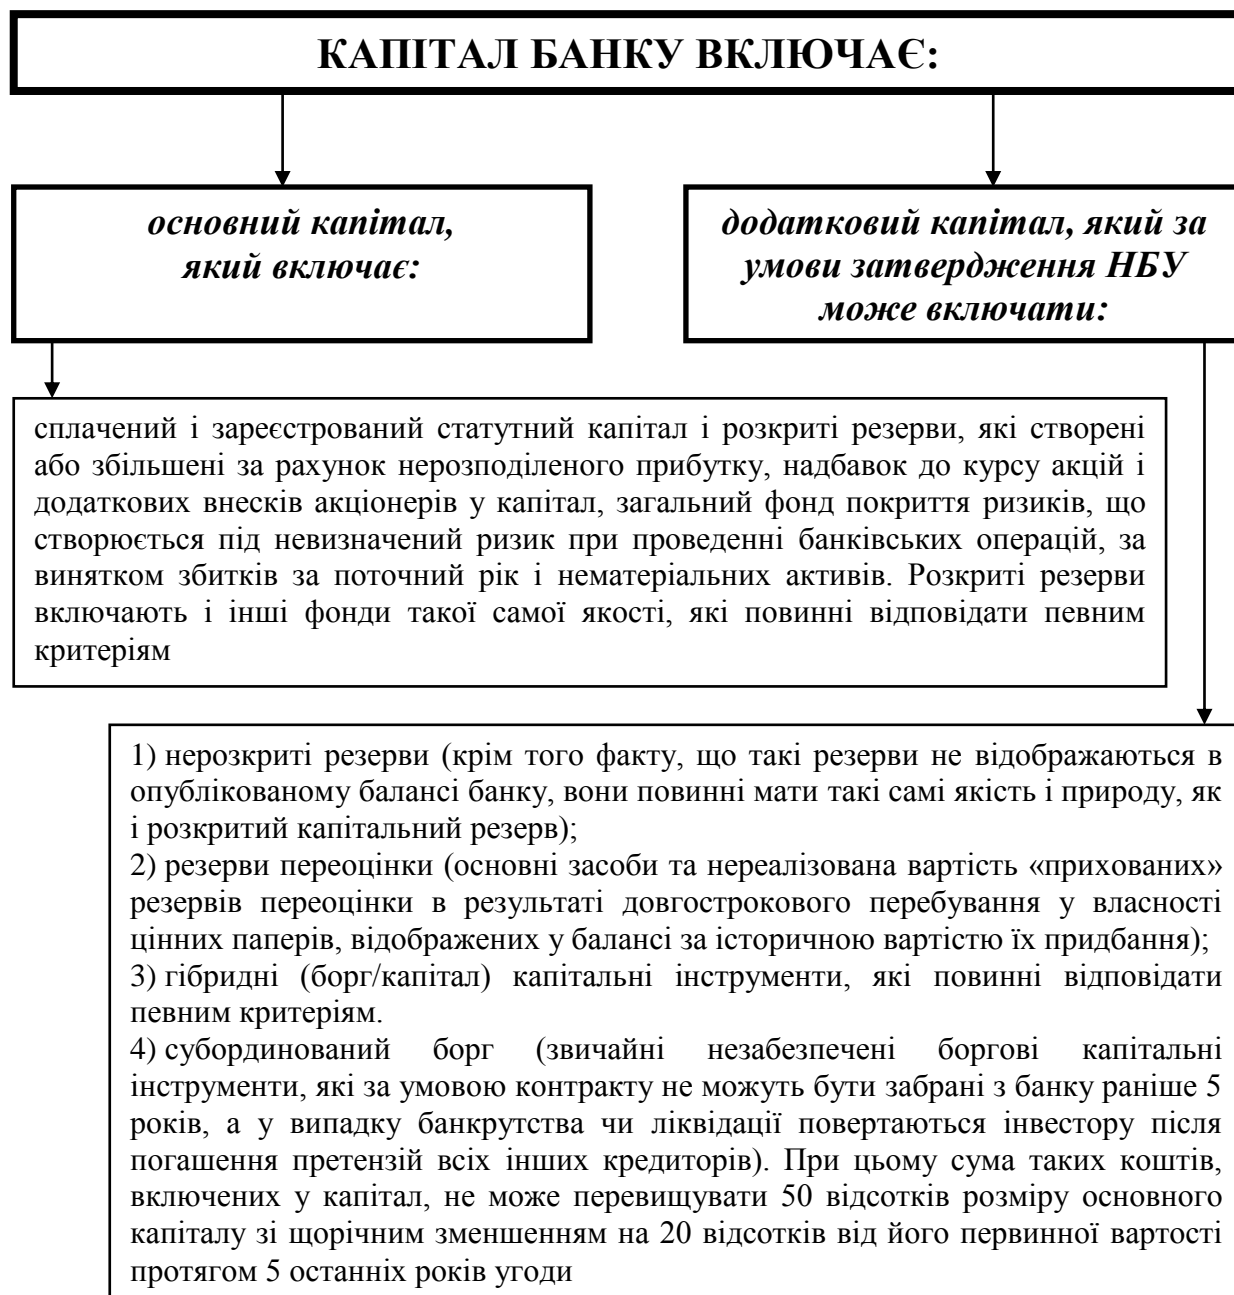 КАПІТАЛ БАНКУ ВКЛЮЧАЄ:
основний капітал,
який включає:
додатковий капітал, який за
умови затвердження НБУ
може включати:
сплачений і зареєстрований статутний капітал і розкриті резерви, які створені
або збільшені за рахунок нерозподіленого прибутку, надбавок до курсу акцій і
додаткових внесків акціонерів у капітал, загальний фонд покриття ризиків, що
створюється під невизначений ризик при проведенні банківських операцій, за
винятком збитків за поточний рік і нематеріальних активів. Розкриті резерви
включають і інші фонди такої самої якості, які повинні відповідати певним
критеріям
1) нерозкриті резерви (крім того факту, що такі резерви не відображаються в
опублікованому балансі банку, вони повинні мати такі самі якість і природу, як
і розкритий капітальний резерв);
2) резерви переоцінки (основні засоби та нереалізована вартість «прихованих»
резервів переоцінки в результаті довгострокового перебування у власності
цінних паперів, відображених у балансі за історичною вартістю їх придбання);
3) гібридні (борг/капітал) капітальні інструменти, які повинні відповідати
певним критеріям.
4) субординований борг (звичайні незабезпечені боргові капітальні
інструменти, які за умовою контракту не можуть бути забрані з банку раніше 5
років, а у випадку банкрутства чи ліквідації повертаються інвестору після
погашення претензій всіх інших кредиторів). При цьому сума таких коштів,
включених у капітал, не може перевищувати 50 відсотків розміру основного
капіталу зі щорічним зменшенням на 20 відсотків від його первинної вартості
протягом 5 останніх років угоди